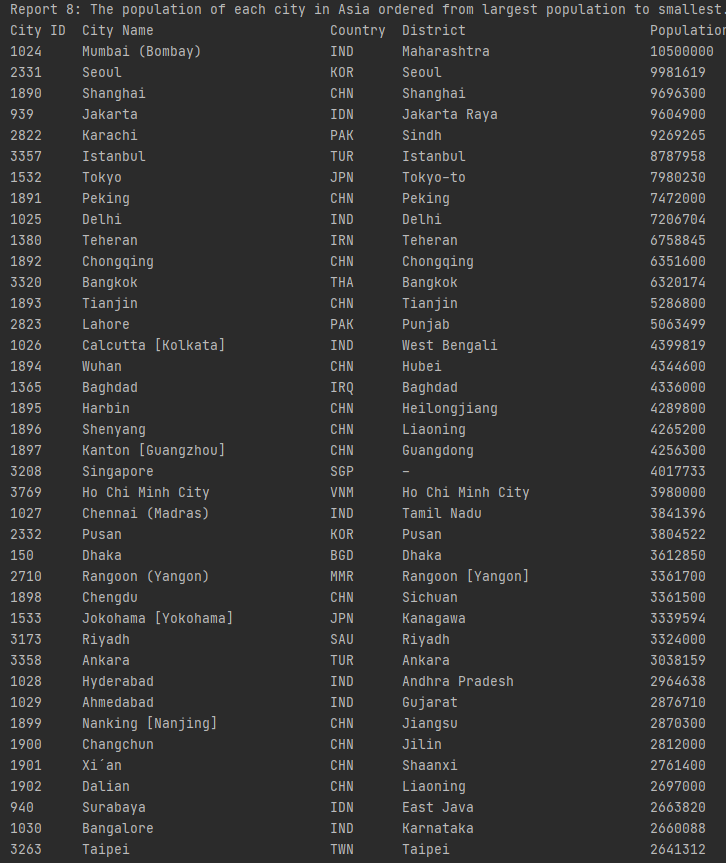 Report 8: The population of each city in Asia ordered from largest population to smallest.
City ID City Name Country District Population
1024 Mumbai (Bombay) IND Maharashtra 10500000
2331 Seoul KOR Seoul 9981619
1890 Shanghai CHN Shanghai 9696300
939 Jakarta IDN Jakarta Raya 9604900
2822 Karachi PAK Sindh 9269265
3357 Istanbul TUR Istanbul 8787958
1532 Tokyo JPN Tokyo-to 7980230
1891 Peking CHN Peking 7472000
1025 Delhi IND Delhi 7206704
1380 Teheran IRN Teheran 6758845
1892 Chongqing CHN Chongqing 6351600
3320 Bangkok THA Bangkok 6320174
1893 Tianjin CHN Tianjin 5286800
2823 Lahore PAK Punjab 5063499
1026 Calcutta [Kolkata] IND West Bengali 4399819
1894 Wuhan CHN Hubei 4344600
1365 Baghdad IRQ Baghdad 4336000
1895 Harbin CHN Heilongjiang 4289800
1896 Shenyang CHN Liaoning 4265200
1897 Kanton [Guangzhou] CHN Guangdong 4256300
3208 Singapore SGP – 4017733
3769 Ho Chi Minh City VNM Ho Chi Minh City 3980000
1027 Chennai (Madras) IND Tamil Nadu 3841396
2332 Pusan KOR Pusan 3804522
150 Dhaka BGD Dhaka 3612850
2710 Rangoon (Yangon) MMR Rangoon [Yangon] 3361700
1898 Chengdu CHN Sichuan 3361500
1533 Jokohama [Yokohama] JPN Kanagawa 3339594
3173 Riyadh SAU Riyadh 3324000
3358 Ankara TUR Ankara 3038159
1028 Hyderabad IND Andhra Pradesh 2964638
1029 Ahmedabad IND Gujarat 2876710
1899 Nanking [Nanjing] CHN Jiangsu 2870300
1900 Changchun CHN Jilin 2812000
1901 Xi´an CHN Shaanxi 2761400
1902 Dalian CHN Liaoning 2697000
940 Surabaya IDN East Java 2663820
1030 Bangalore IND Karnataka 2660088
3263 Taipei TWN Taipei 2641312